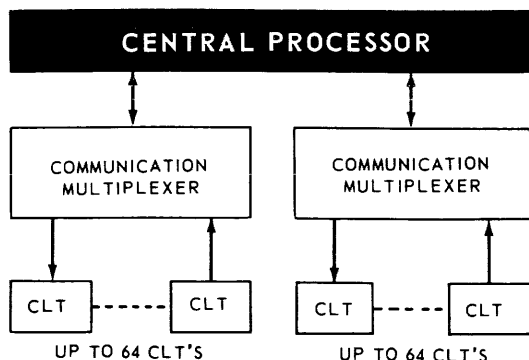 CENTRAL PROCESSOR
COMMUNICATION
MULTIPLEXER
COMMUNICATION
MULTIPLEXER
CLT
CLT
CLT
CLT
UP TO 64 CLT'S
UP TO 64 CLT'S